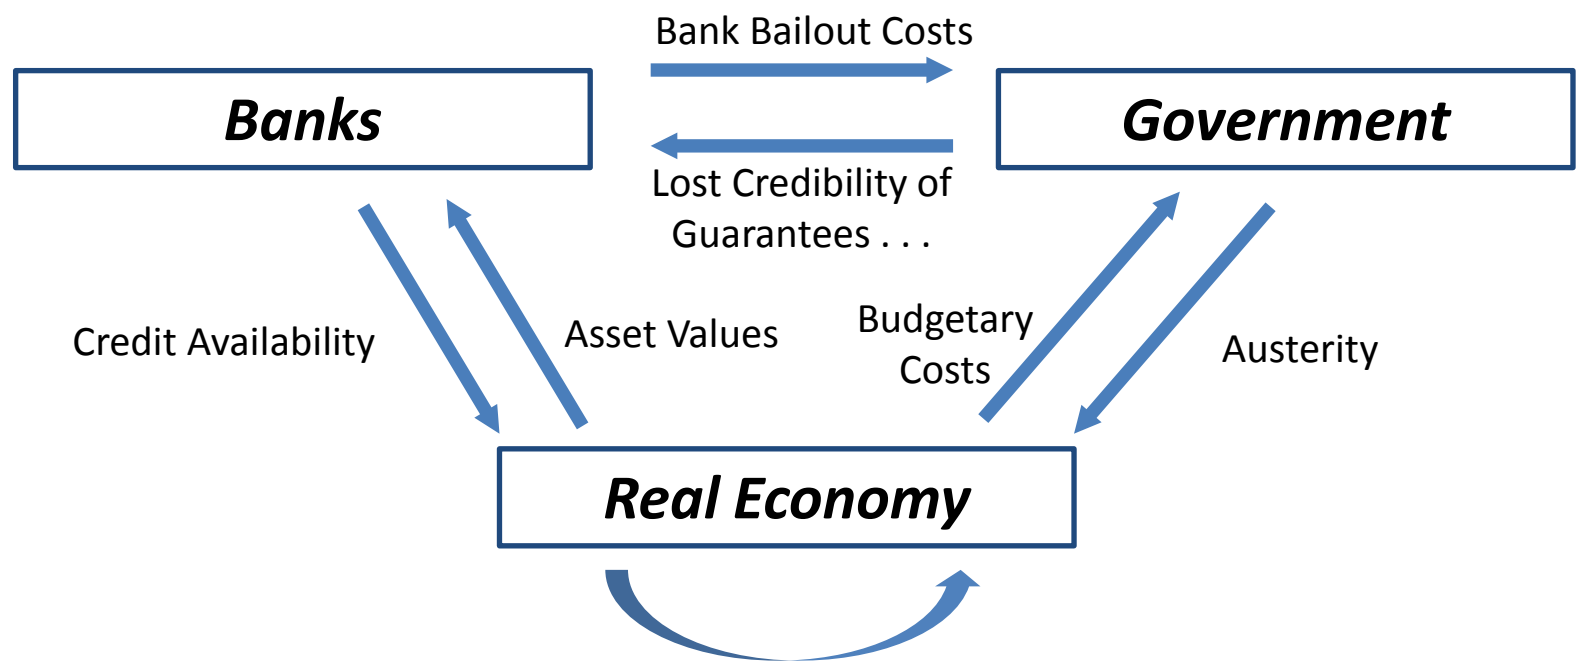 Bank Bailout Costs
Banks
Government
Lost Credibility of
Guarantees . . .
Credit Availability
Asset Values
Budgetary
Costs
Austerity
Real Economy